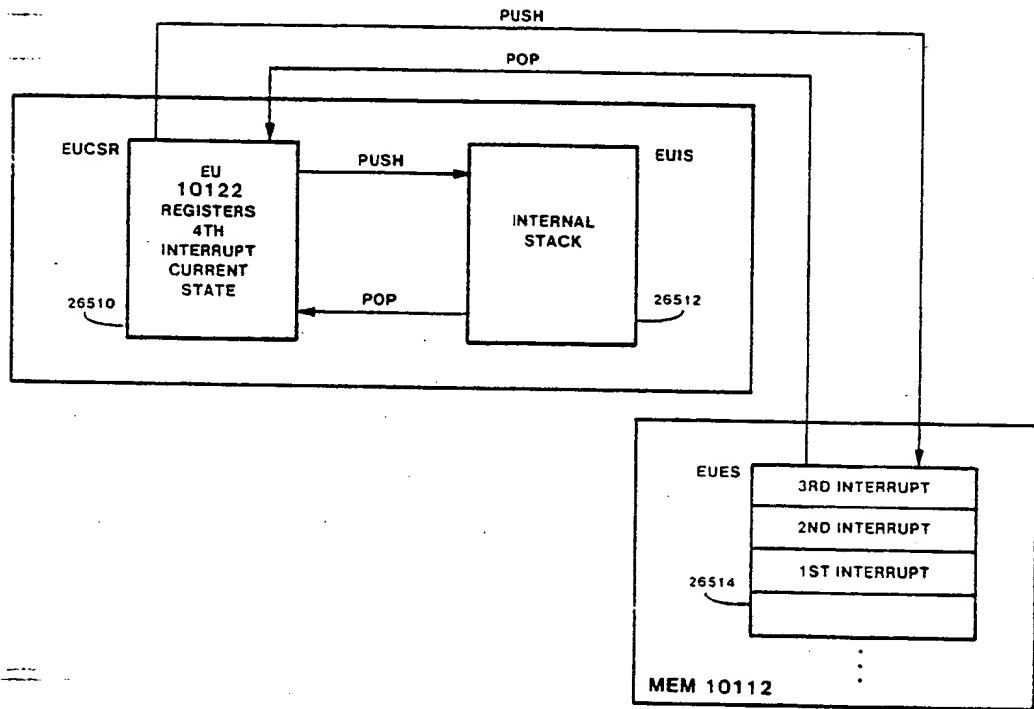 PUSH
POP
EUCSR
EU
10122
REGISTERS
4TH
INTERRUPT
CURRENT
STATE
26510
PUSH
POP
EUIS
INTERNAL
STACK
26512
EUES
3RD INTERRUPT
2ND INTERRUPT
1ST INTERRUPT
26514
MEM 10112